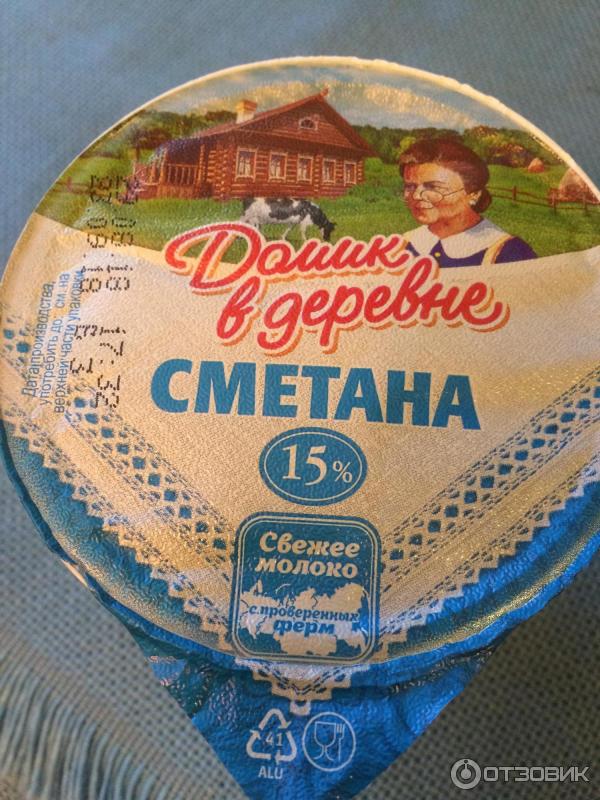 Домик
в деревне
СМЕТАНА
15%
Свежее
молоко
с проверенных
ферм
Дата производства,
употребить до см. на
верхней части упаковки
41
ALU
ОТЗОВИК